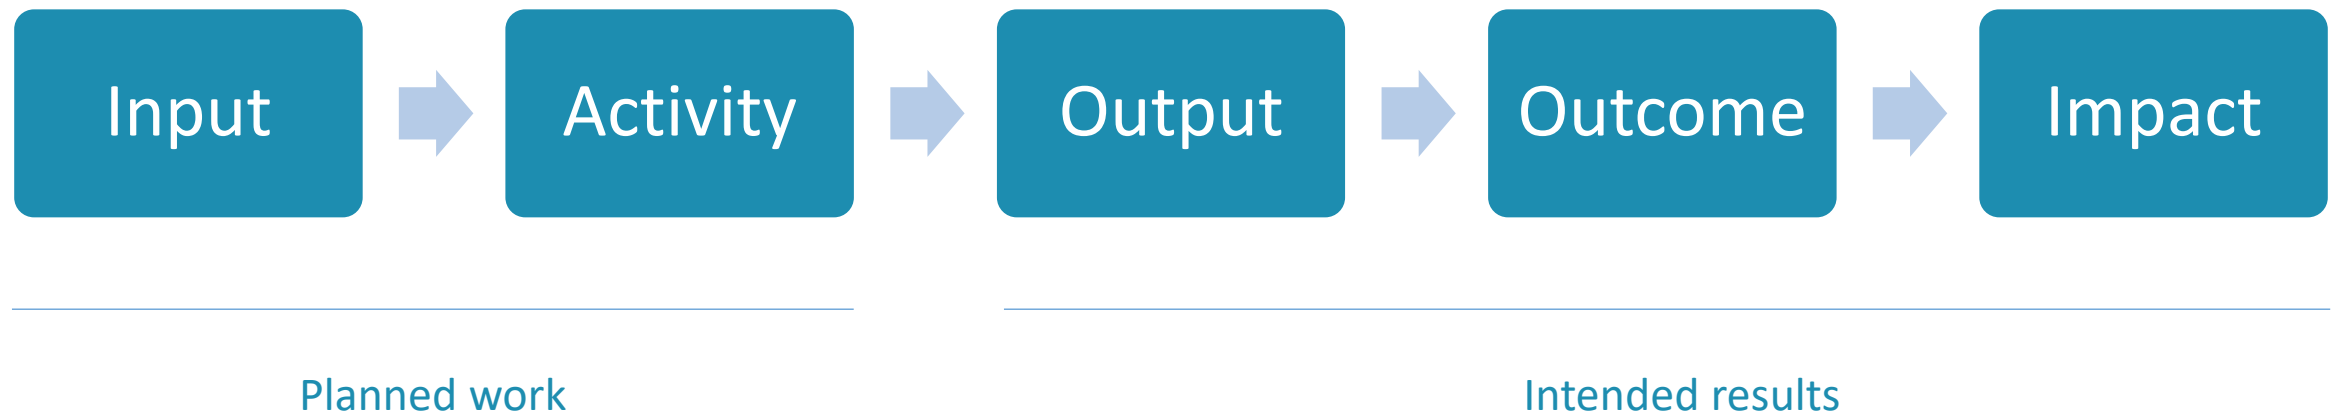 Input
Activity
Output
Outcome
Impact
Planned work
Intended results